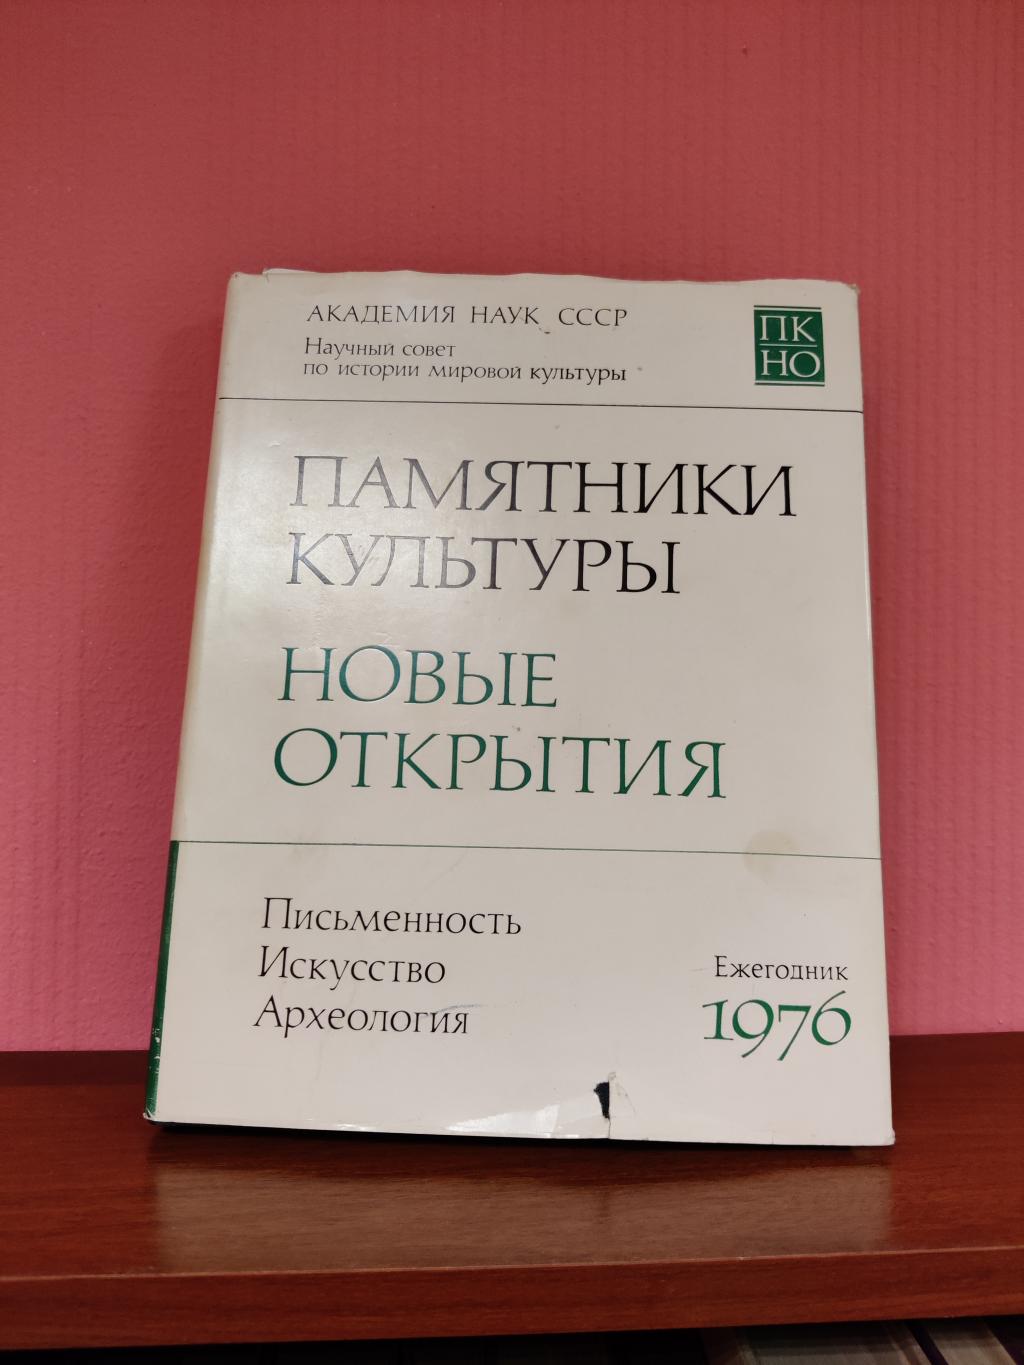 АКАДЕМИЯ НАУК СССР
Научный совет
по истории мировой культуры
ПК
НО
ПАМЯТНИКИ
КУЛЬТУРЫ
НОВЫЕ
ОТКРЫТИЯ
Письменность
Искусство
Археология
Ежегодник
1976